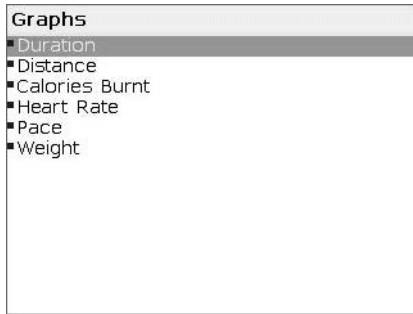 Graphs
Duration
Distance
Calories Burnt
Heart Rate
Pace
Weight